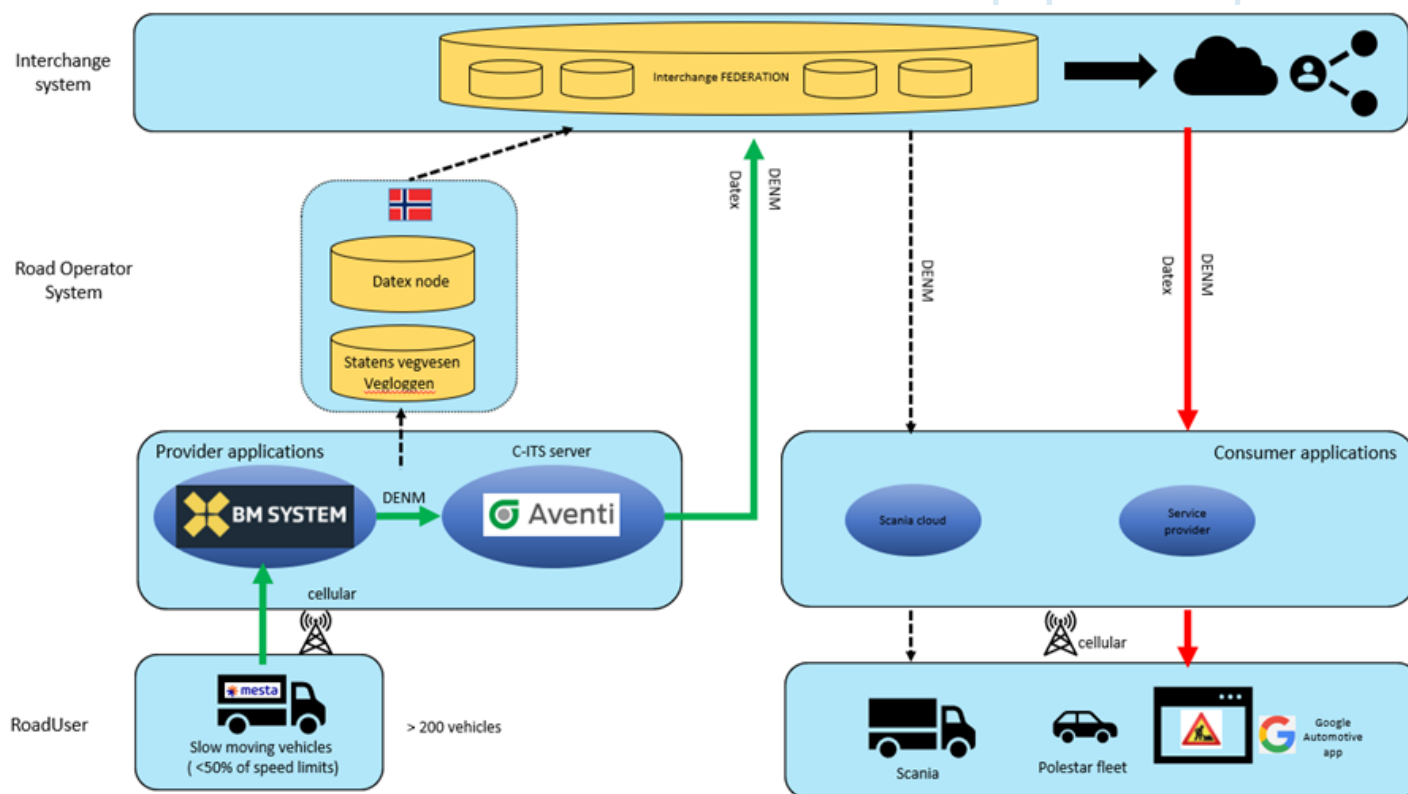 Interchange
system
Interchange FEDERATION
Datex
DENM
DENM
Datex
DENM
Road Operator
System
Datex node
Statens vegvesen
Vegloggen
Provider applications
C-ITS server
BM SYSTEM
DENM
Aventi
Consumer applications
Scania cloud
Service
provider
cellular
cellular
RoadUser
mesta
Slow moving vehicles
( <50% of speed limits)
> 200 vehicles
Scania
Polestar fleet
G
Google
Automotive
app